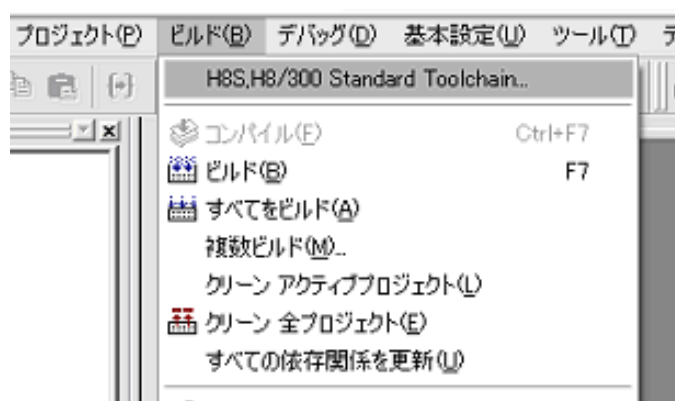 プロジェクト(P) ビルド(B) デバッグ(D) 基本設定(U) ツール(T) テ
H8S,H8/300 Standard Toolchain...
コンパイル(F) Ctrl+F7
ビルド(B) F7
すべてをビルド(A)
複数ビルド(M)...
クリーン アクティブプロジェクト(L)
クリーン 全プロジェクト(E)
すべての依存関係を更新(U)